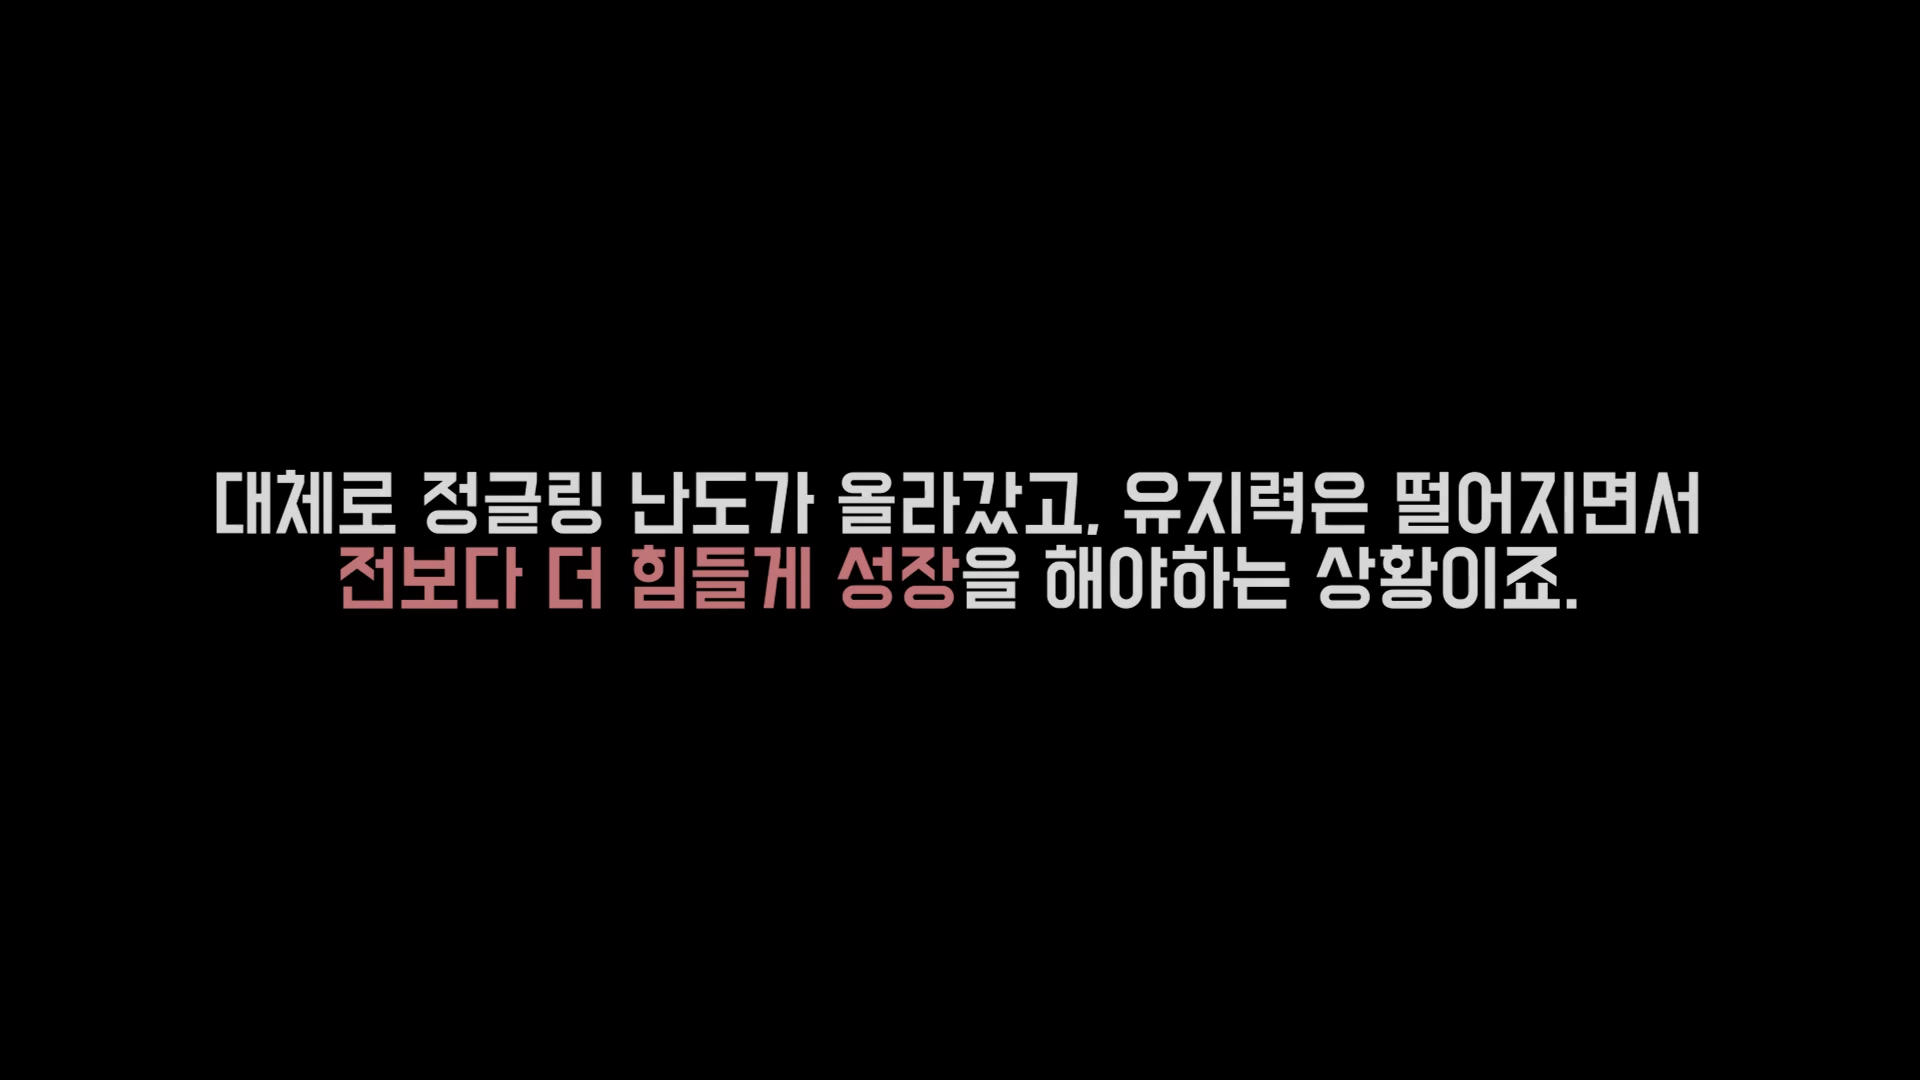 대체로 정글링 난도가 올라갔고, 유지력은 떨어지면서
전보다 더 힘들게 성장을 해야하는 상황이죠.